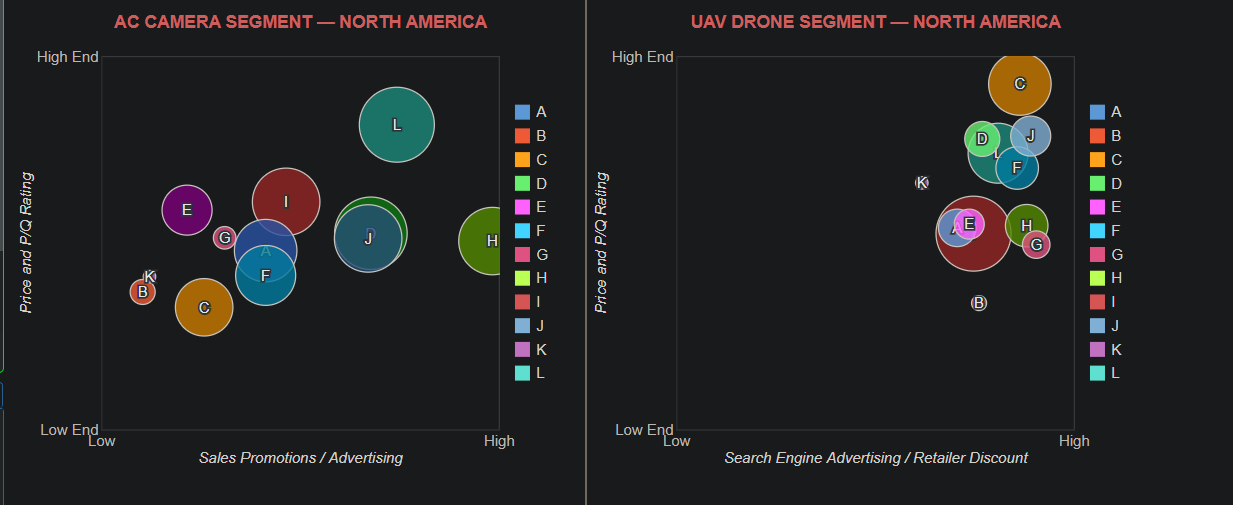 AC CAMERA SEGMENT — NORTH AMERICA
High End
Price and P/Q Rating
L
I
E
G
D
J
H
A
F
K
B
C
Low End
Low
High
Sales Promotions / Advertising
A
B
C
D
E
F
G
H
I
J
K
L
UAV DRONE SEGMENT — NORTH AMERICA
High End
Price and P/Q Rating
C
D
J
L
F
K
A
E
H
G
B
Low End
Low
High
Search Engine Advertising / Retailer Discount
A
B
C
D
E
F
G
H
I
J
K
L